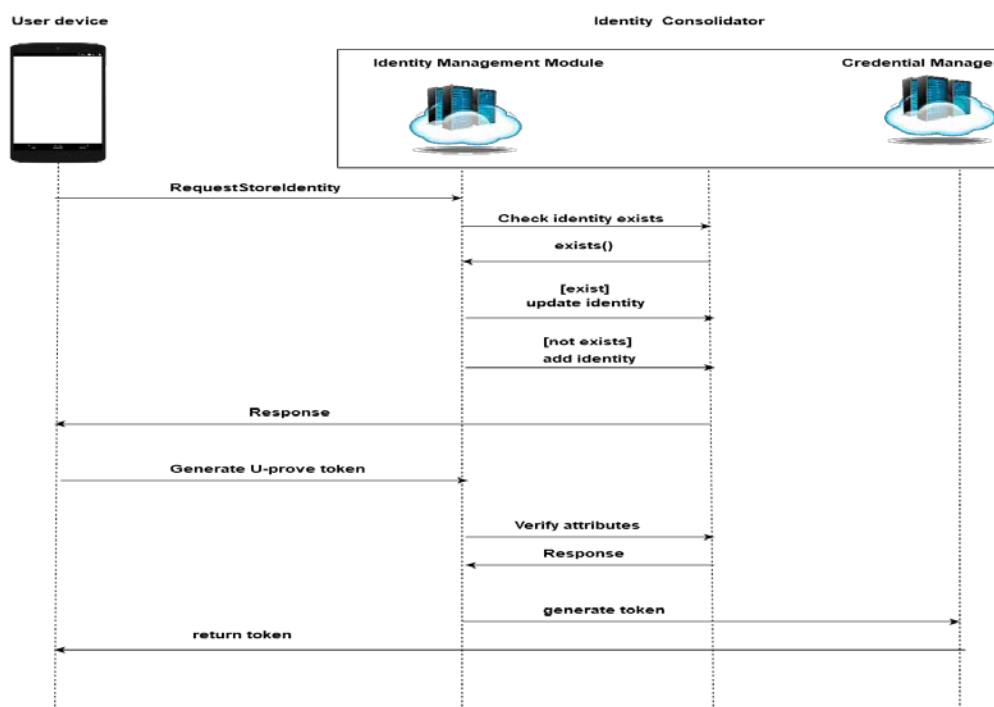 User device
Identity Consolidator
Identity Management Module
Credential Manage
RequestStoreIdentity
Check identity exists
exists()
[exist]
update identity
[not exists]
add identity
Response
Generate U-prove token
Verify attributes
Response
generate token
return token